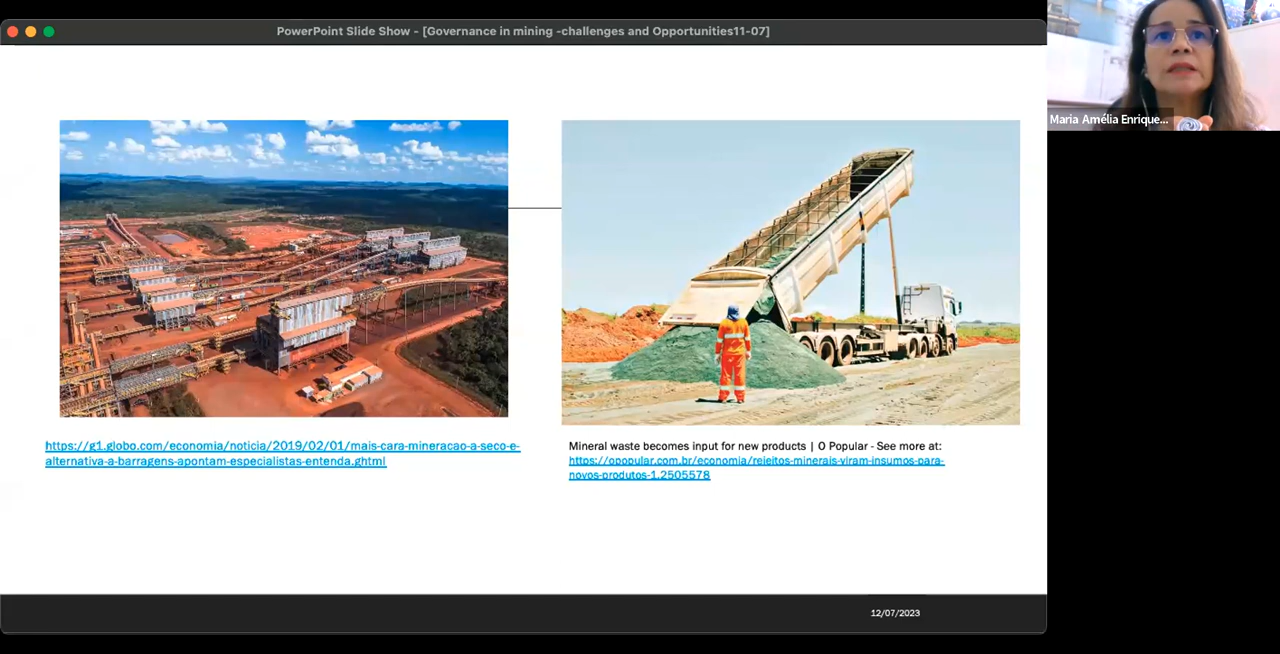 PowerPoint Slide Show - [Governance in mining -challenges and Opportunities11-07]
Maria Amélia Enrique...
https://g1.globo.com/economia/noticia/2019/02/01/mais-cara-mineracao-a-seco-e-
alternativa-a-barragens-apontam-especialistas-entenda.ghtml
Mineral waste becomes input for new products | O Popular - See more at:
https://opopular.com.br/economia/rejeitos-minerais-viram-insumos-para-
novos-produtos-1.2505578
12/07/2023